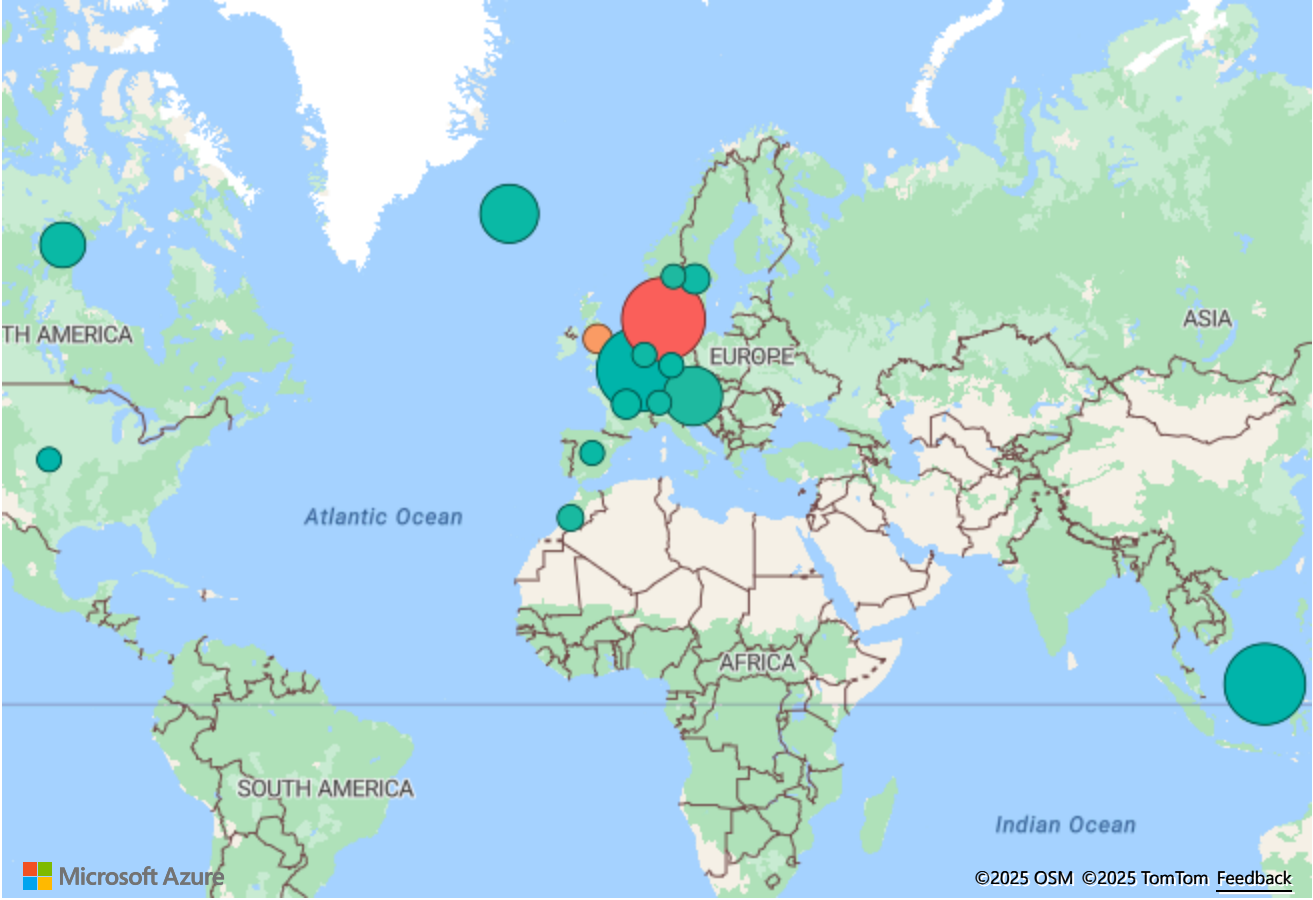 ASIA
TH AMERICA
EUROPE
Atlantic Ocean
AFRICA
SOUTH AMERICA
Indian Ocean
Microsoft Azure
©2025 OSM ©2025 TomTom Feedback